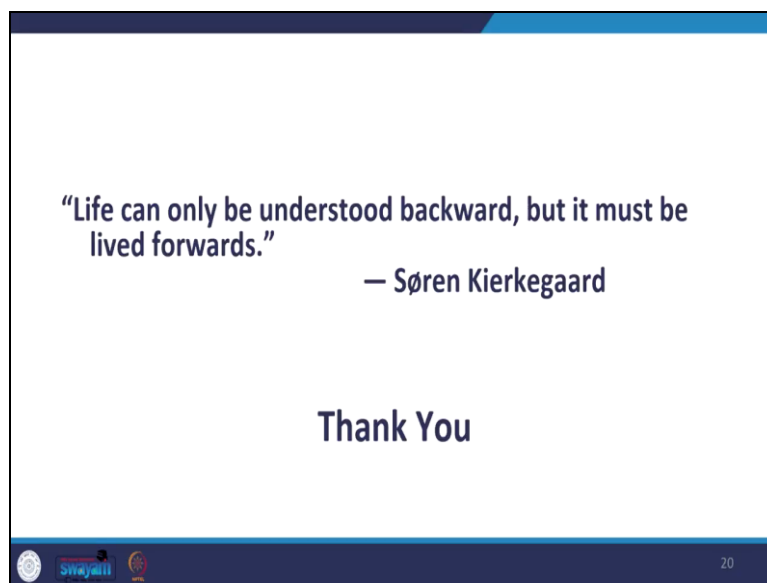 “Life can only be understood backward, but it must be
lived forwards.”
— Søren Kierkegaard
Thank You
swayam
20